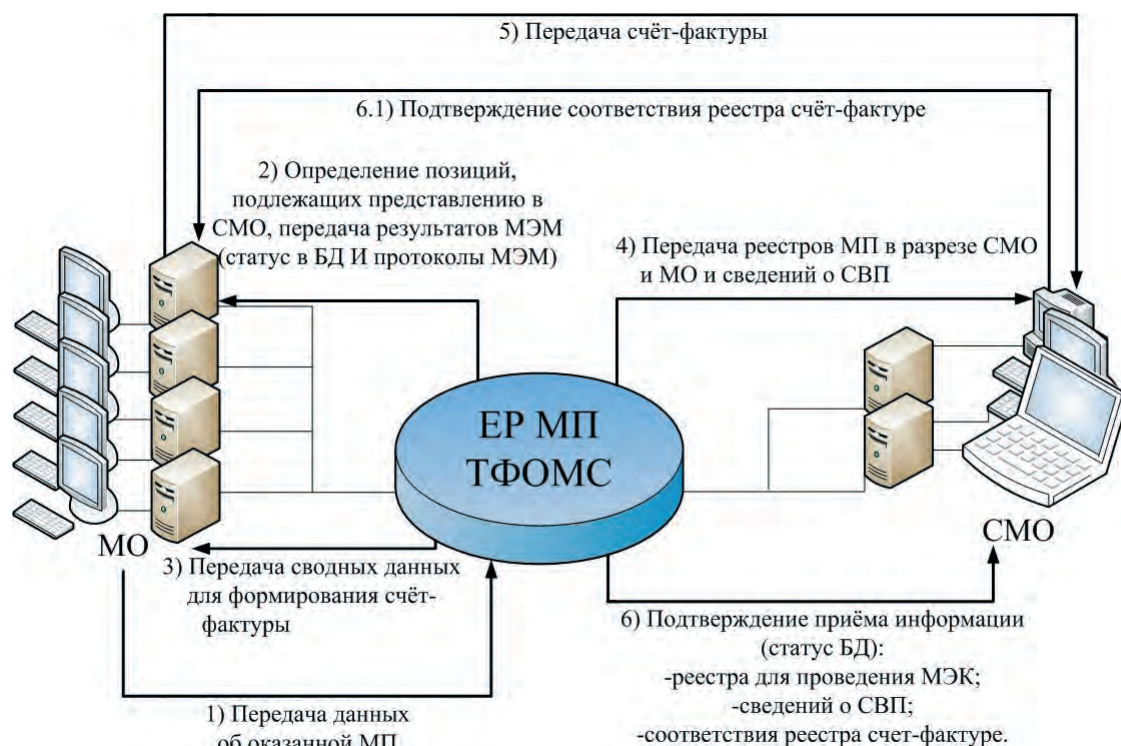 5) Передача счёт-фактуры
6.1) Подтверждение соответствия реестра счёт-фактуре
2) Определение позиций,
подлежащих представлению в
СМО, передача результатов МЭМ
(статус в БД И протоколы МЭМ)
4) Передача реестров МП в разрезе СМО
и МО и сведений о СВП
ЕР МП
ТФОМС
МО
СМО
3) Передача сводных данных
для формирования счёт-
фактуры
6) Подтверждение приёма информации
(статус БД):
-реестра для проведения МЭК;
-сведений о СВП;
-соответствия реестра счет-фактуре.
1) Передача данных
об оказанной МП